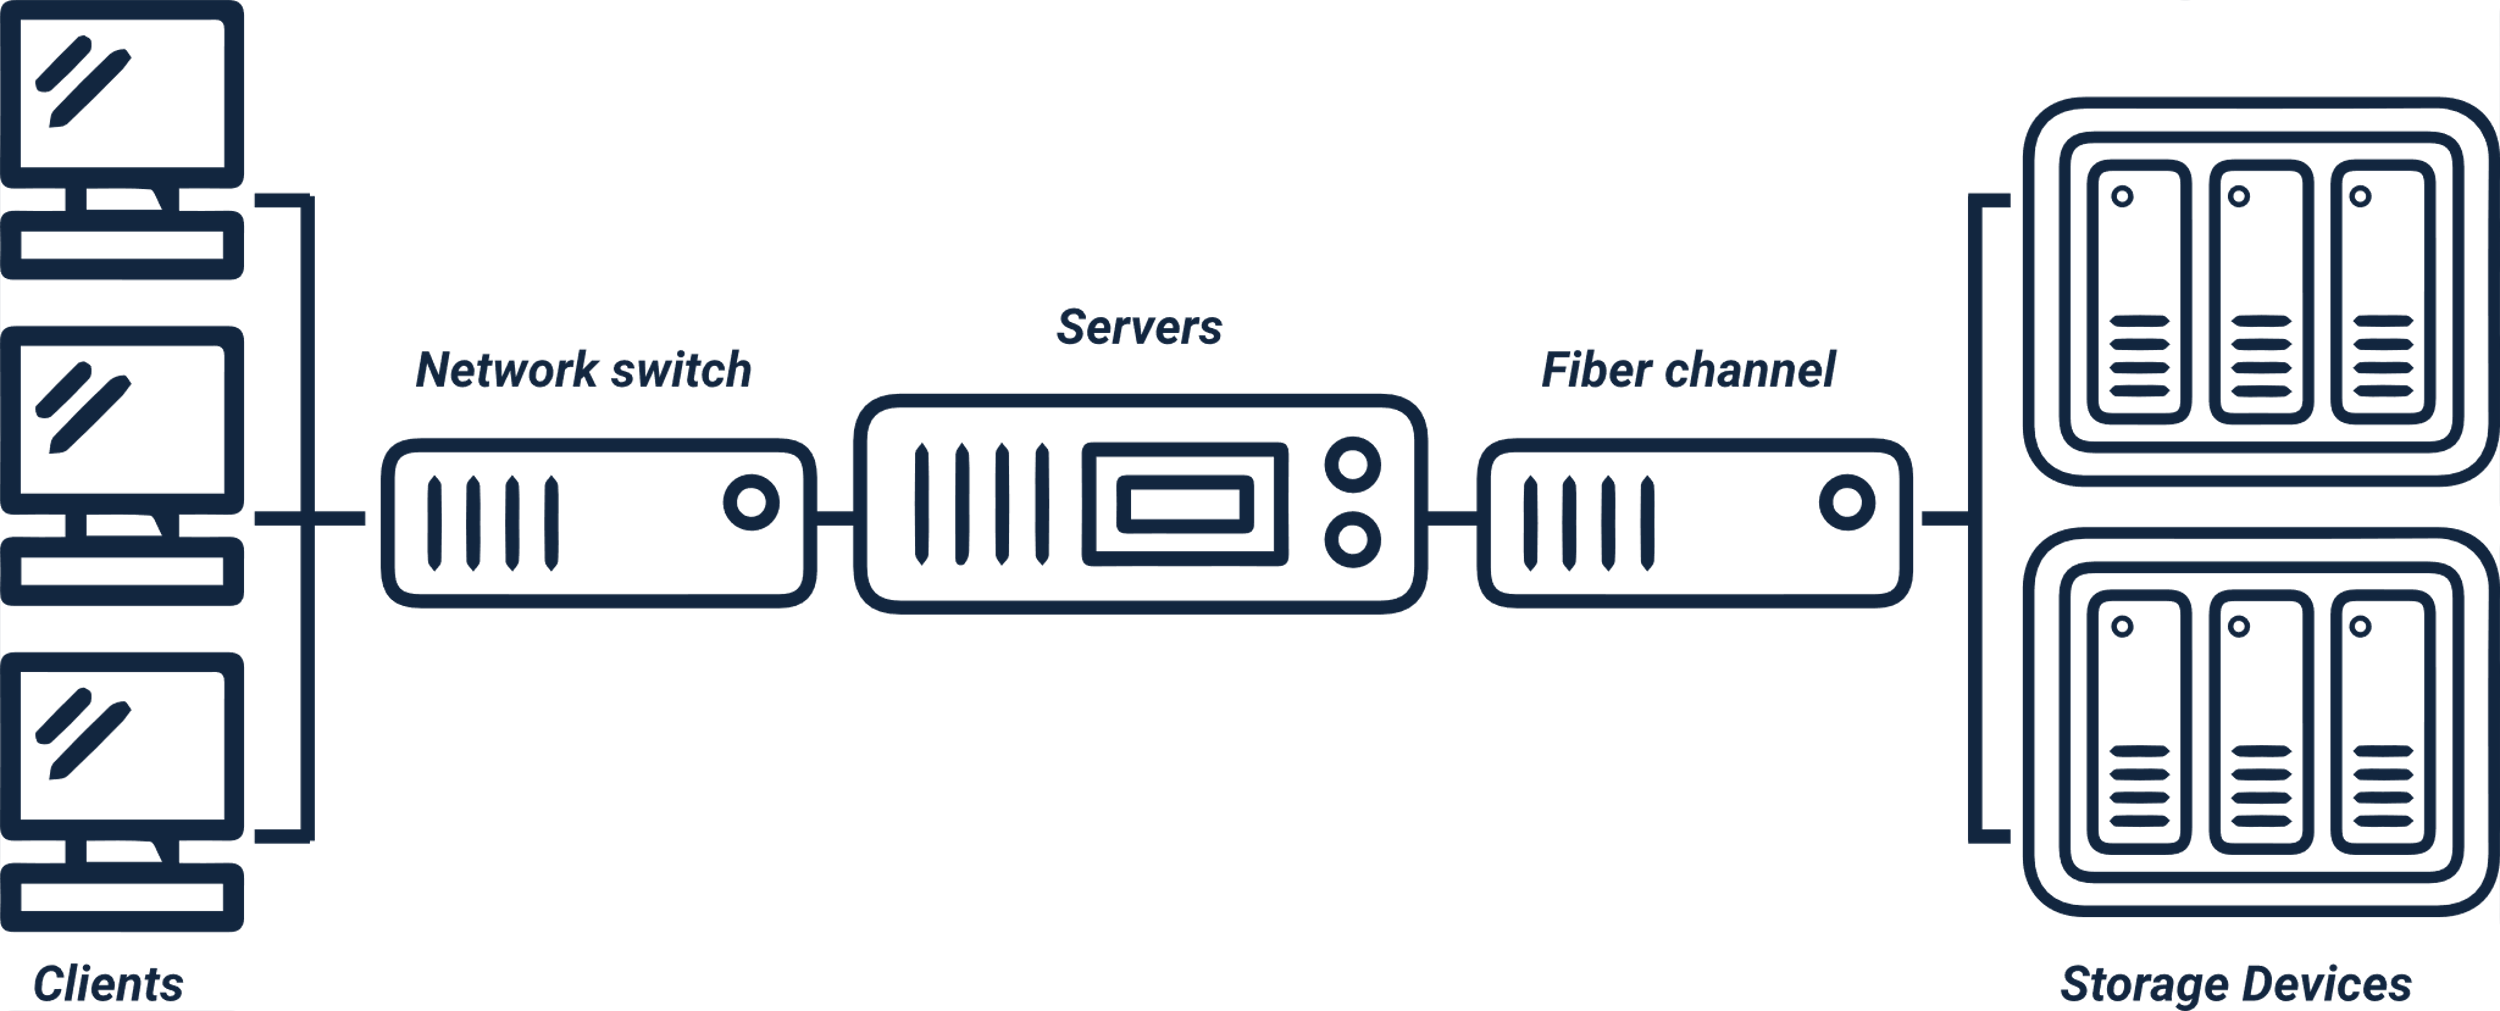 Servers
Network switch
Fiber channel
Clients
Storage Devices